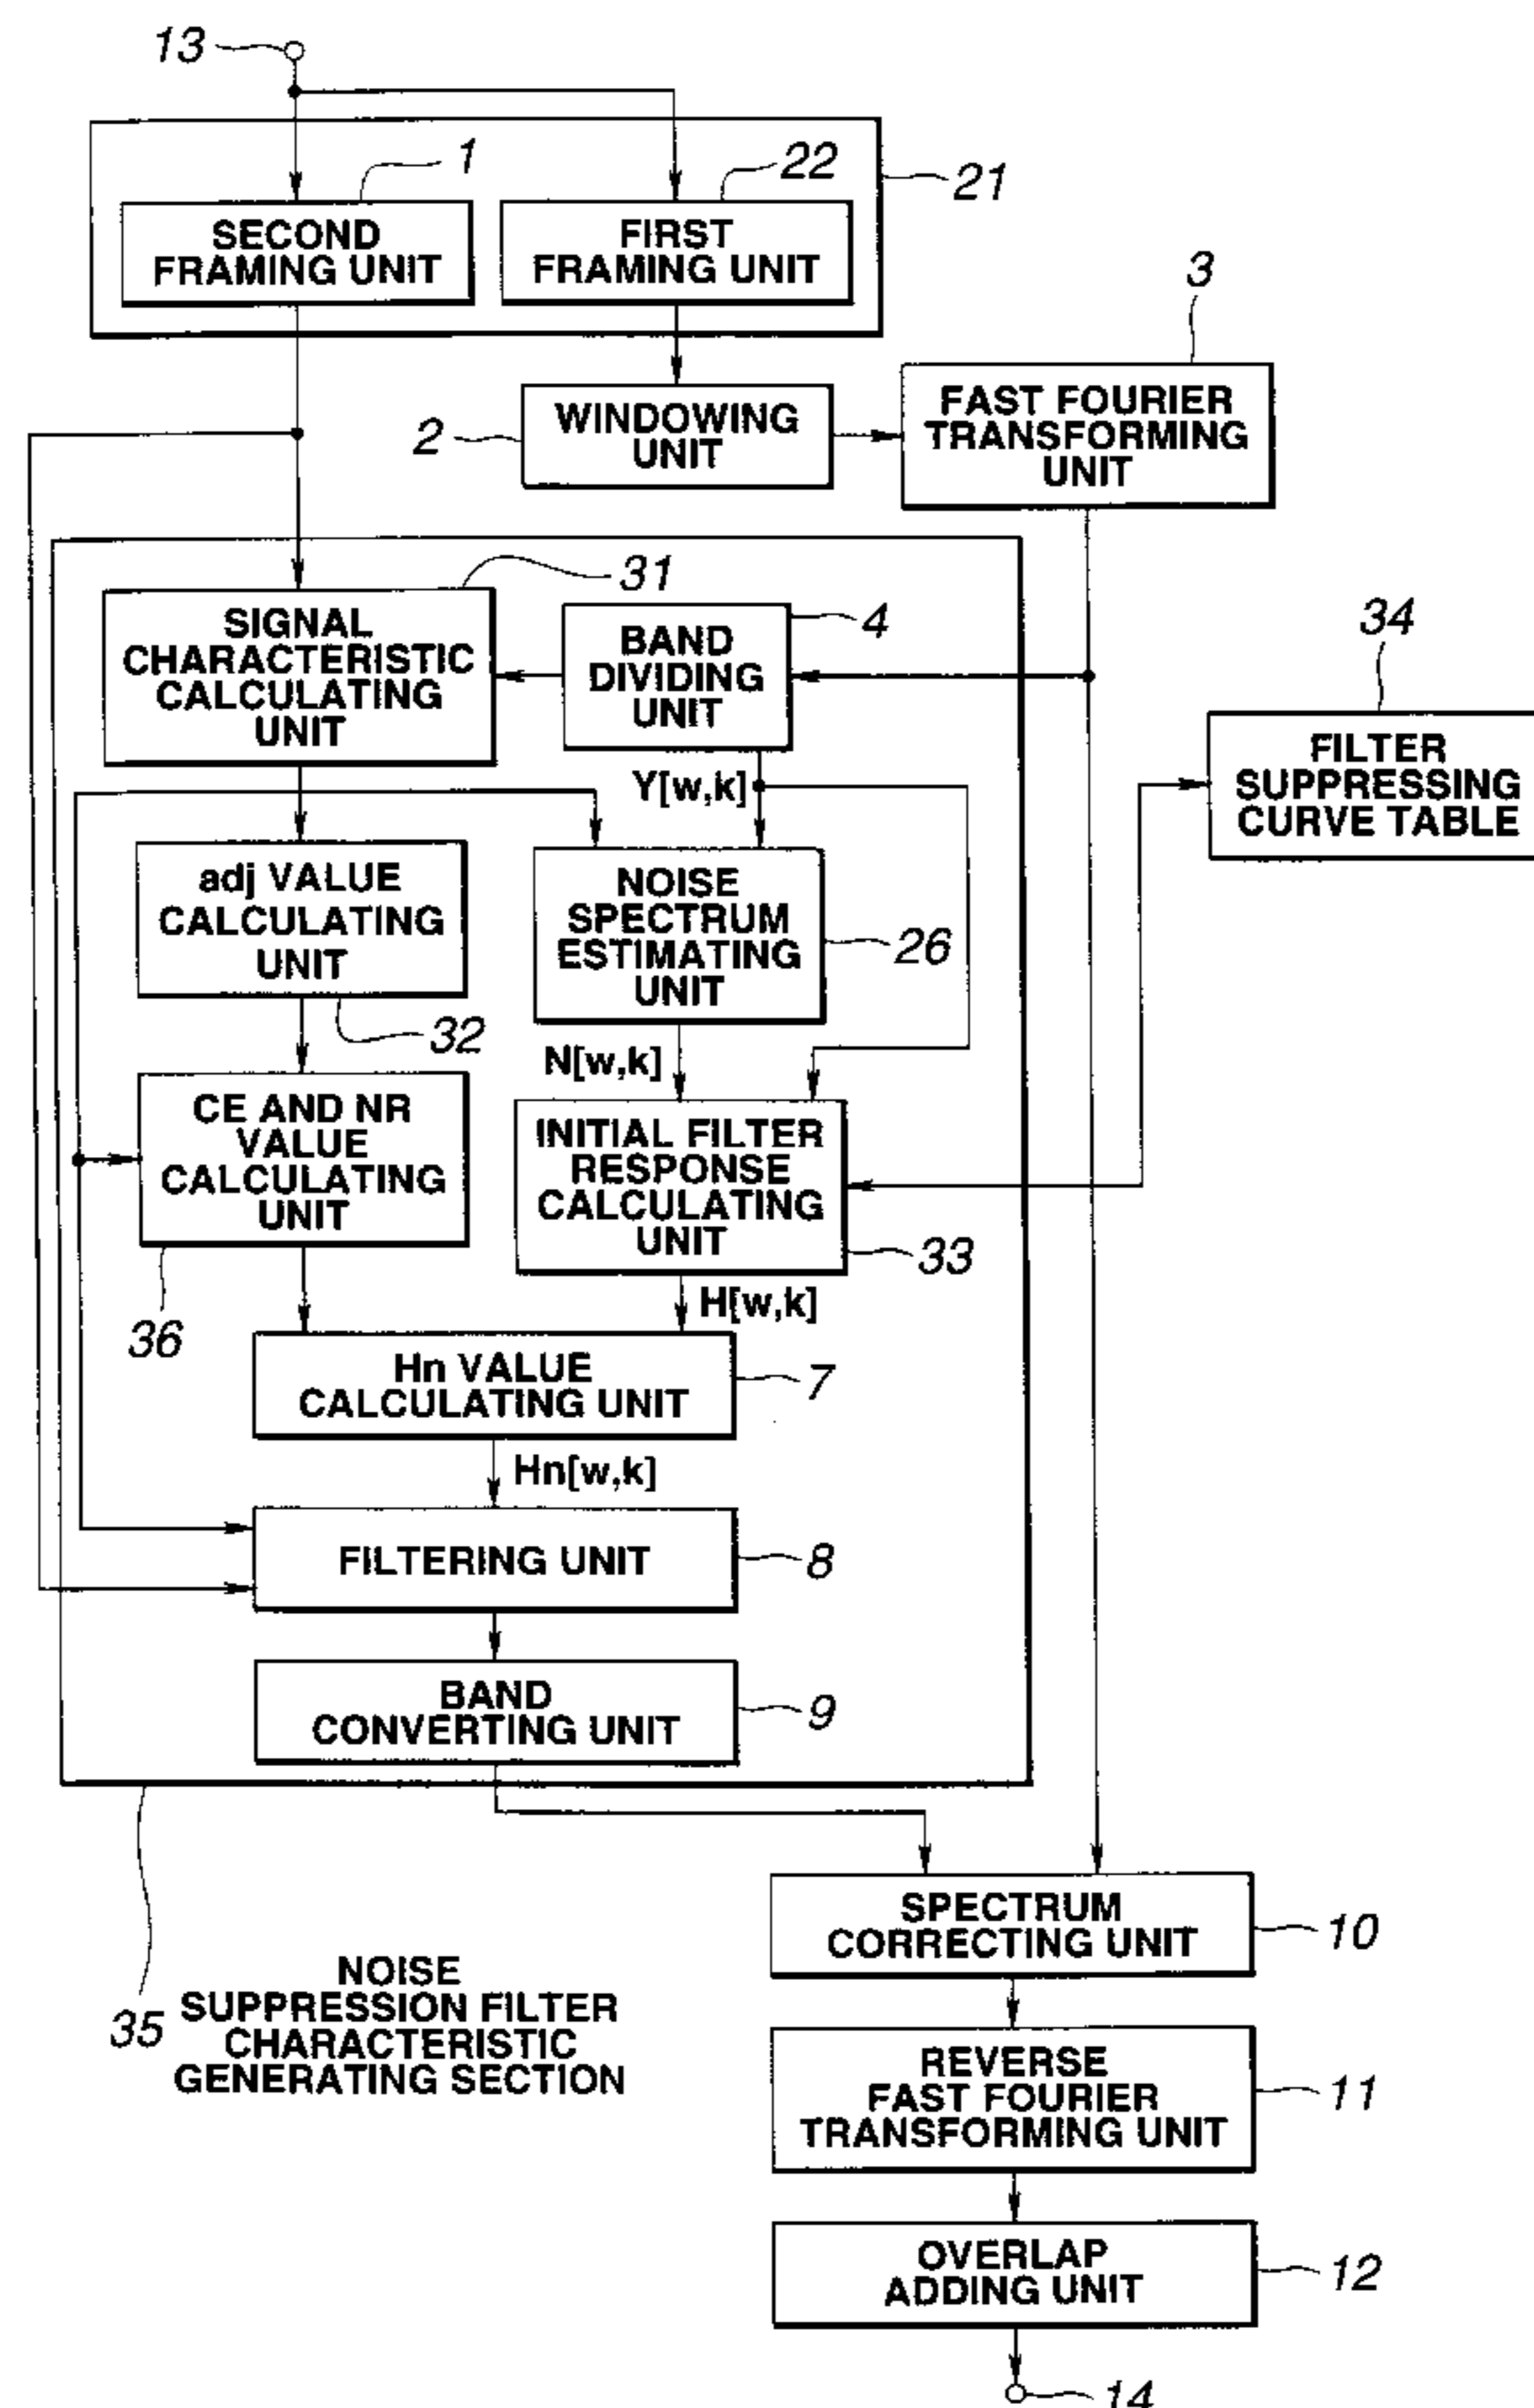 13
1
22
21
SECOND
FRAMING UNIT
FIRST
FRAMING UNIT
3
2
WINDOWING
UNIT
FAST FOURIER
TRANSFORMING
UNIT
31
4
34
SIGNAL
CHARACTERISTIC
CALCULATING
UNIT
BAND
DIVIDING
UNIT
FILTER
SUPPRESSING
CURVE TABLE
Y[w,k]
adj VALUE
CALCULATING
UNIT
NOISE
SPECTRUM
ESTIMATING
UNIT
26
32
N[w,k]
CE AND NR
VALUE
CALCULATING
UNIT
INITIAL FILTER
RESPONSE
CALCULATING
UNIT
33
36
H[w,k]
Hn VALUE
CALCULATING UNIT
7
Hn[w,k]
FILTERING UNIT
8
BAND
CONVERTING UNIT
9
SPECTRUM
CORRECTING UNIT
10
35
NOISE
SUPPRESSION FILTER
CHARACTERISTIC
GENERATING SECTION
REVERSE
FAST FOURIER
TRANSFORMING UNIT
11
OVERLAP
ADDING UNIT
12
14